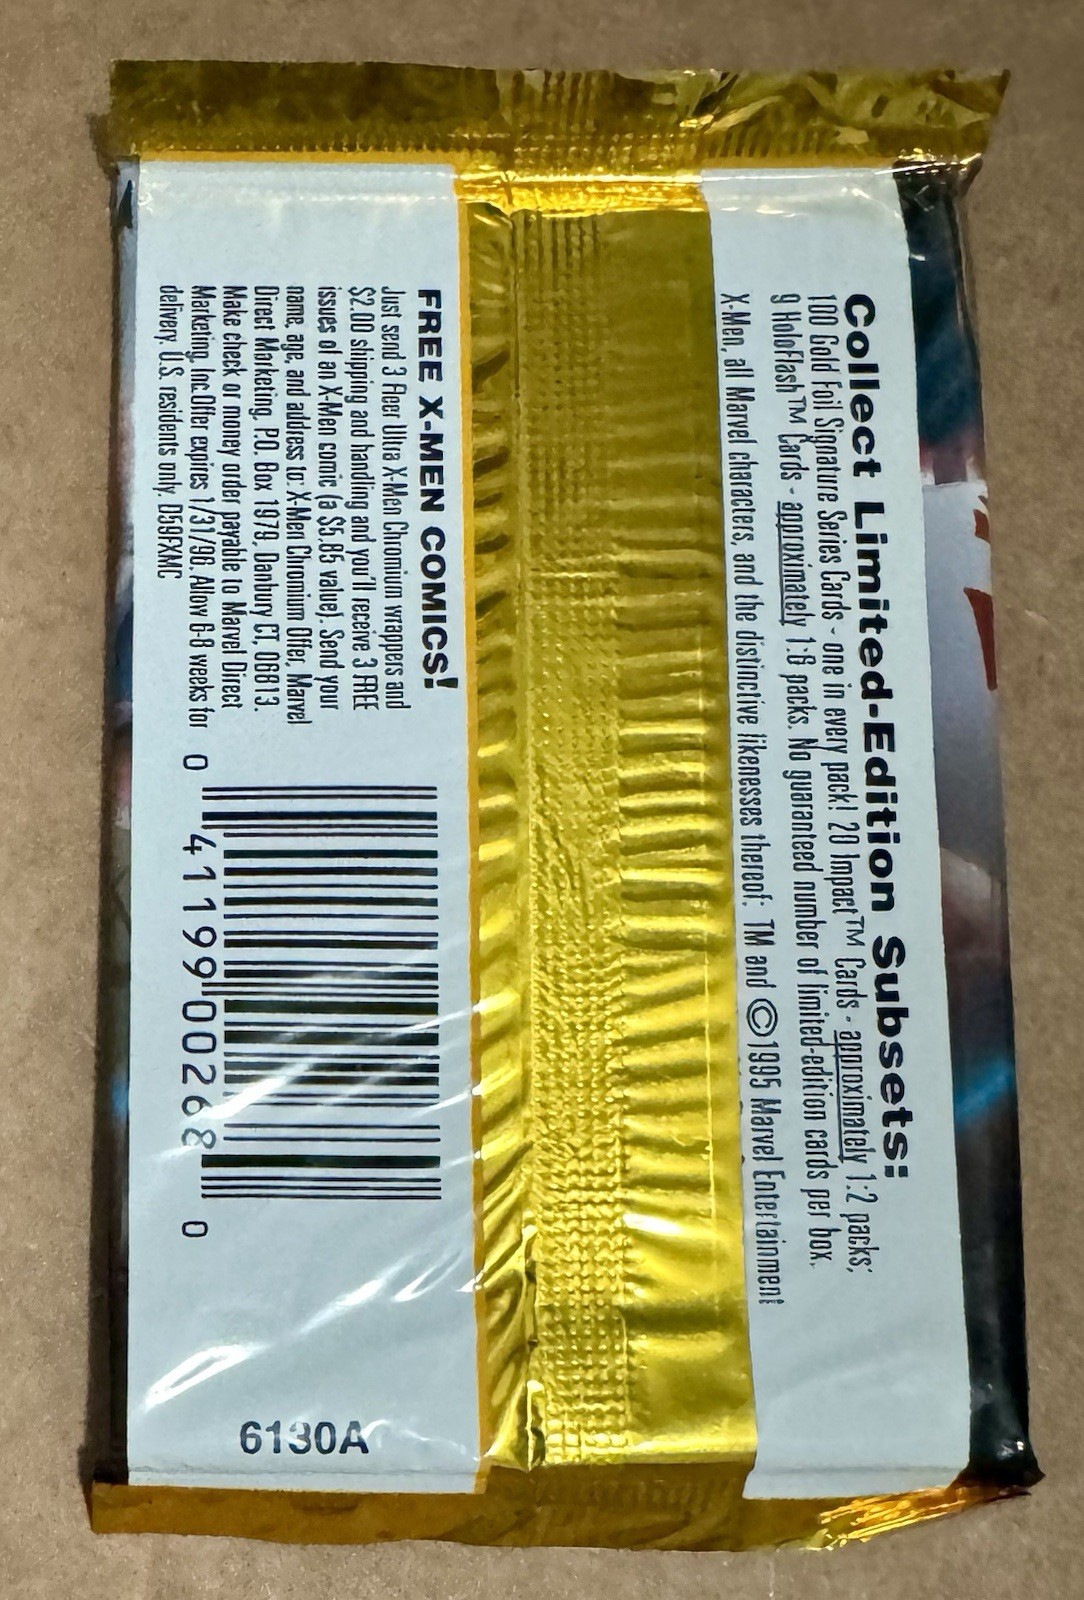 Collect Limited-Edition Subsets:
100 Gold Foil Signature Series Cards - one in every pack! 20 Impact™ Cards - approximately 1:2 packs;
9 HoloFlash™ Cards - approximately 1:6 packs. No guaranteed number of limited-edition cards per box.
X-Men, all Marvel characters, and the distinctive likenesses thereof: TM and ©1995 Marvel Entertainment
FREE X-MEN COMICS!
Just send 3 Fleer Ultra X-Men Chromium wrappers and
$2.00 shipping and handling and you'll receive 3 FREE
issues of an X-Men comic (a $5.85 value). Send your
name, age, and address to: X-Men Chromium Offer, Marvel
Direct Marketing, P.O. Box 1979, Danbury CT, 06813.
Make check or money order payable to Marvel Direct
Marketing, Inc. Offer expires 1/31/96. Allow 6-8 weeks for
delivery. U.S. residents only. D59FXMC
0 41199 00268 0
6130A